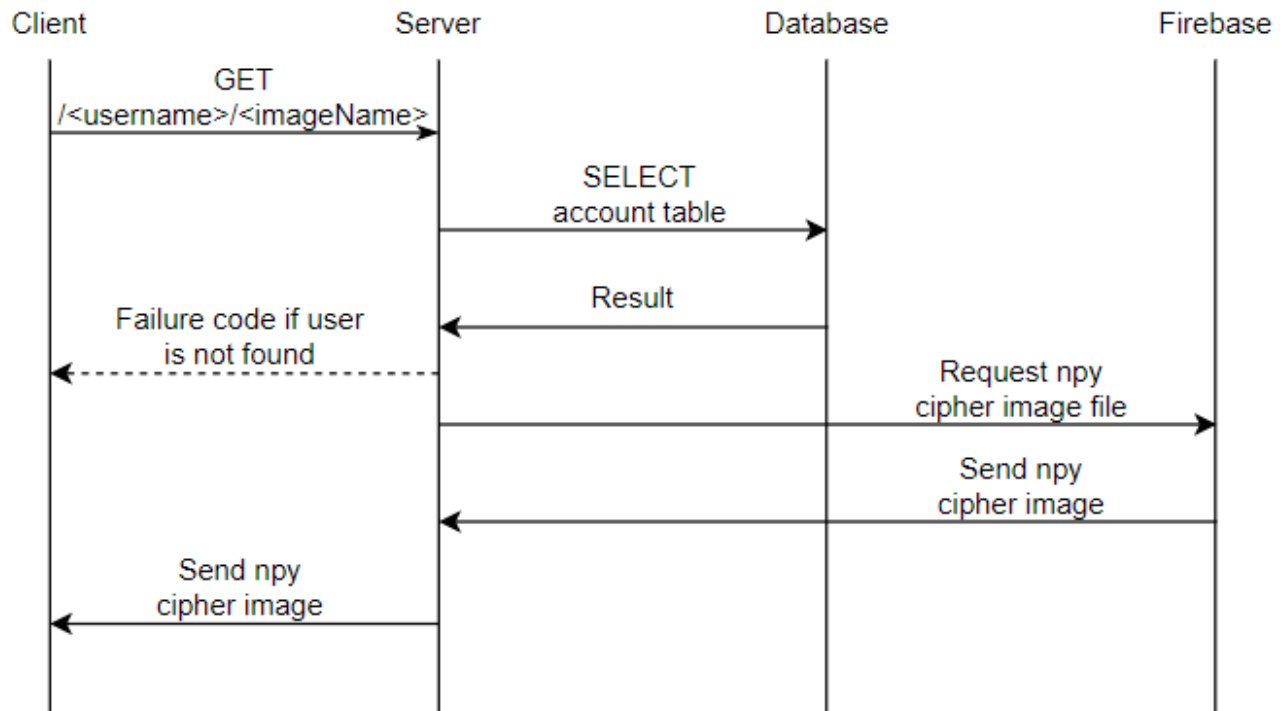 Client
Server
Database
Firebase
GET
/<username>/<imageName>
SELECT
account table
Result
Failure code if user
is not found
Request npy
cipher image file
Send npy
cipher image
Send npy
cipher image